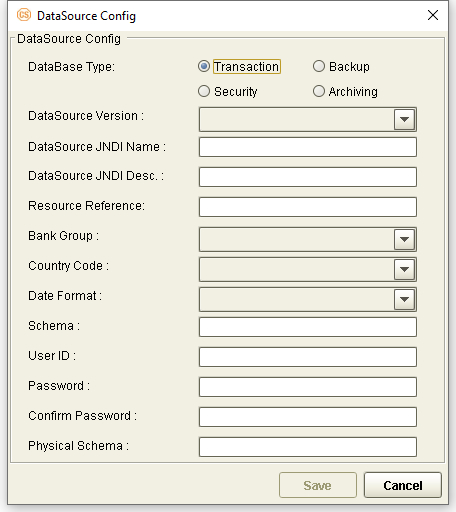 CS DataSource Config
DataSource Config
DataBase Type: Transaction Backup
Security Archiving
DataSource Version :
DataSource JNDI Name :
DataSource JNDI Desc. :
Resource Reference:
Bank Group :
Country Code :
Date Format :
Schema :
User ID :
Password :
Confirm Password :
Physical Schema :
Save Cancel